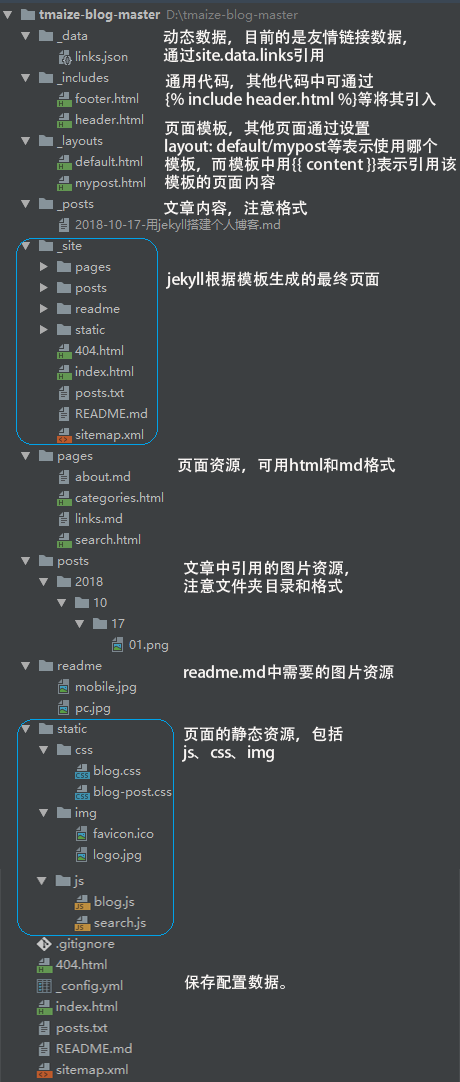 tmaize-blog-master D:\tmaize-blog-master
_data 动态数据，目前的是友情链接数据，
links.json 通过site.data.links引用
_includes 通用代码，其他代码中可通过
footer.html {% include header.html %}等将其引入
header.html
页面模板，其他页面通过设置
_layouts layout: default/mypost等表示使用哪个
default.html 模板，而模板中用{{ content }}表示引用该
mypost.html 模板的页面内容
_posts 文章内容，注意格式
2018-10-17-用jekyll搭建个人博客.md
_site
pages jekyll根据模板生成的最终页面
posts
readme
static
404.html
index.html
posts.txt
README.md
sitemap.xml
pages 页面资源，可用html和md格式
about.md
categories.html
links.md
search.html
posts 文章中引用的图片资源，
2018 注意文件夹目录和格式
10
17
01.png
readme readme.md中需要的图片资源
mobile.jpg
pc.jpg
static 页面的静态资源，包括
css js、css、img
blog.css
blog-post.css
img
favicon.ico
logo.jpg
js
blog.js
search.js
.gitignore
404.html
_config.yml 保存配置数据。
index.html
posts.txt
README.md
sitemap.xml